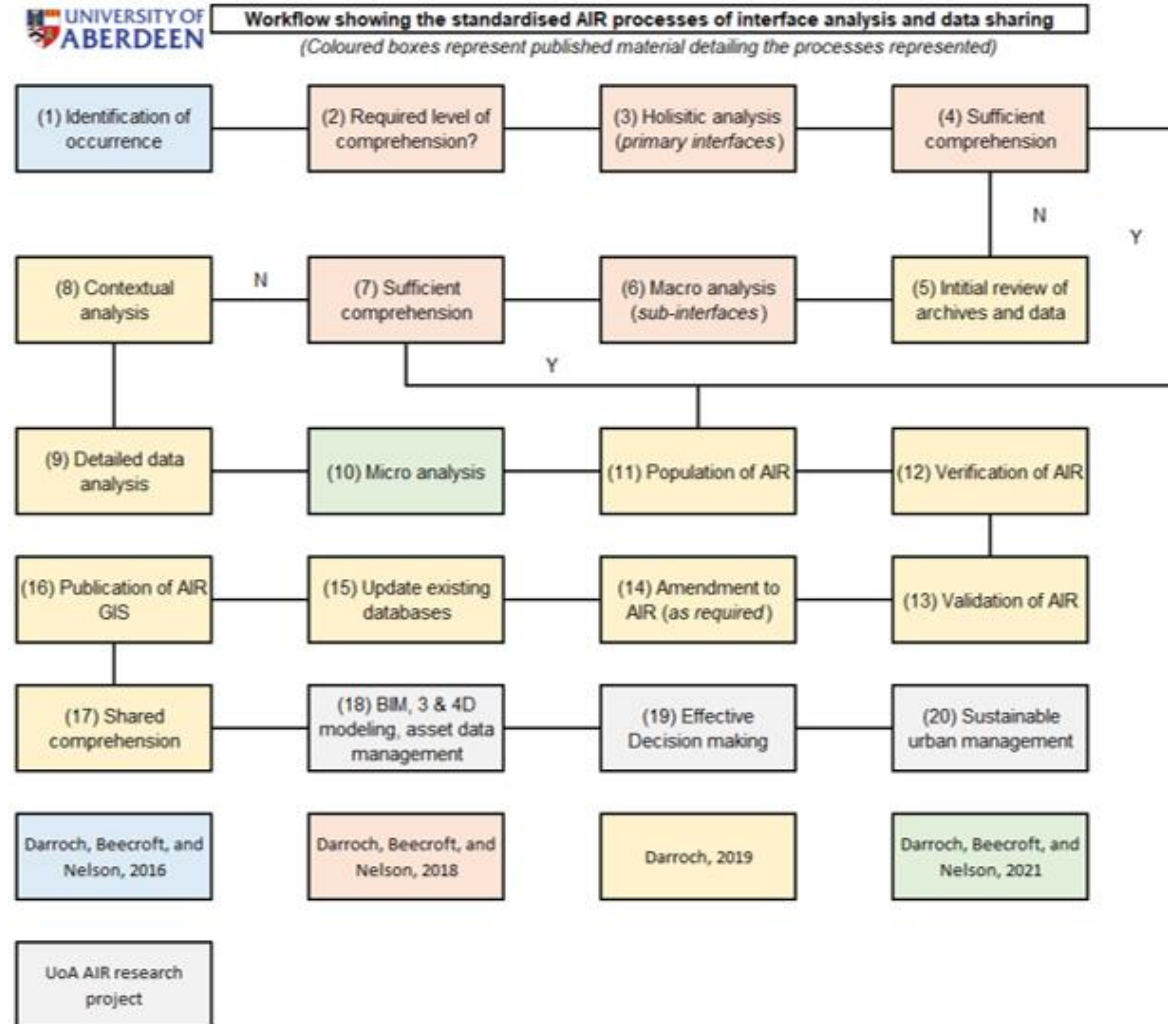 UNIVERSITY OF
ABERDEEN
Workflow showing the standardised AIR processes of interface analysis and data sharing
(Coloured boxes represent published material detailing the processes represented)
(1) Identification of
occurrence
(2) Required level of
comprehension?
(3) Holisitic analysis
(primary interfaces)
(4) Sufficient
comprehension
N
Y
(8) Contextual
analysis
N
(7) Sufficient
comprehension
(6) Macro analysis
(sub-interfaces)
(5) Intitial review of
archives and data
Y
(9) Detailed data
analysis
(10) Micro analysis
(11) Population of AIR
(12) Verification of AIR
(16) Publication of AIR
GIS
(15) Update existing
databases
(14) Amendment to
AIR (as required)
(13) Validation of AIR
(17) Shared
comprehension
(18) BIM, 3 & 4D
modeling, asset data
management
(19) Effective
Decision making
(20) Sustainable
urban management
Darroch, Beecroft, and
Nelson, 2016
Darroch, Beecroft, and
Nelson, 2018
Darroch, 2019
Darroch, Beecroft, and
Nelson, 2021
UoA AIR research
project